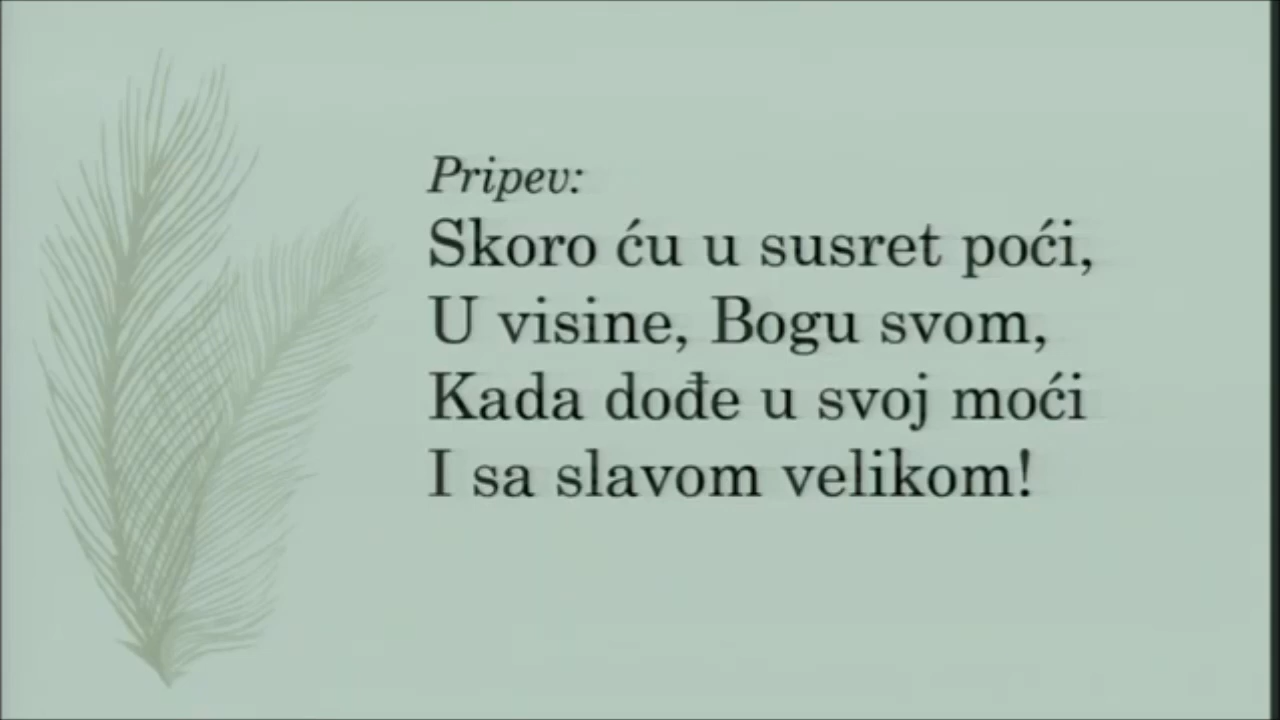 Pripev:
Skoro ću u susret poći,
U visine, Bogu svom,
Kada dođe u svoj moći
I sa slavom velikom!